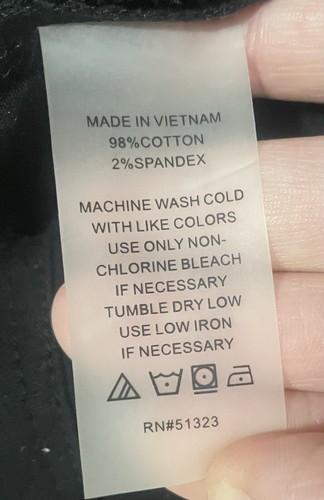 MADE IN VIETNAM
98%COTTON
2%SPANDEX
MACHINE WASH COLD
WITH LIKE COLORS
USE ONLY NON-
CHLORINE BLEACH
IF NECESSARY
TUMBLE DRY LOW
USE LOW IRON
IF NECESSARY
RN#51323